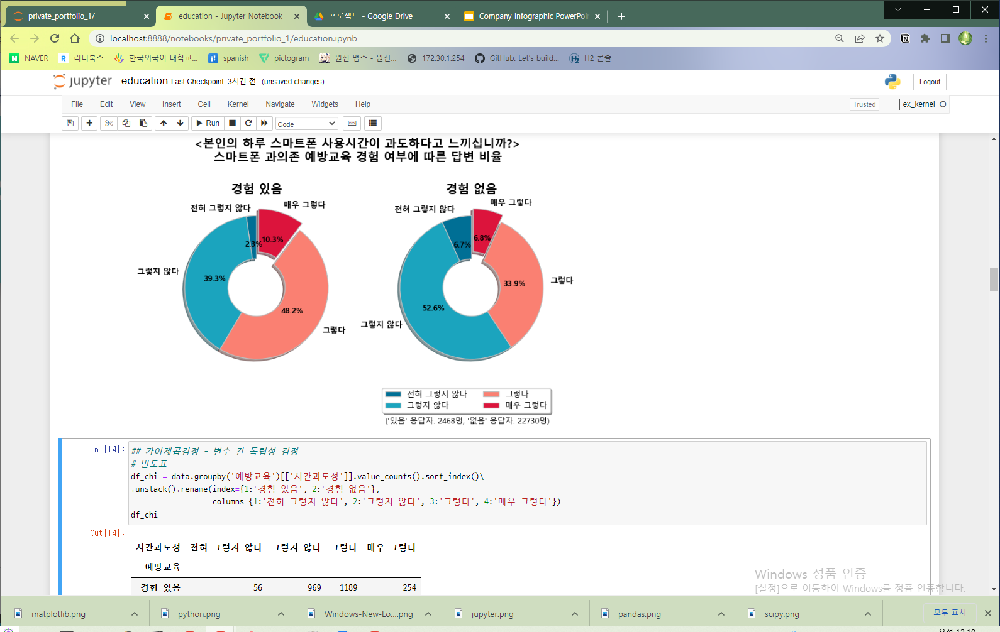 private_portfolio_1/
education - Jupyter Notebook
프로젝트 - Google Drive
Company Infographic PowerPoi
localhost:8888/notebooks/private_portfolio_1/education.ipynb
NAVER
리디북스
한국외국어 대학교...
spanish
pictogram
원신 맵스 - 원신...
172.30.1.254
GitHub: Let's build...
H2 콘솔
jupyter education Last Checkpoint: 3시간 전 (unsaved changes)
Logout
File Edit View Insert Cell Kernel Navigate Widgets Help
Trusted
ex_kernel
Run
Code
<본인의 하루 스마트폰 사용시간이 과도하다고 느끼십니까?>
스마트폰 과의존 예방교육 경험 여부에 따른 답변 비율
경험 있음
전혀 그렇지 않다
매우 그렇다
2.3%
10.3%
그렇지 않다
39.3%
48.2%
그렇다
경험 없음
전혀 그렇지 않다
매우 그렇다
6.7%
6.8%
33.9%
그렇다
52.6%
그렇지 않다
전혀 그렇지 않다
그렇다
그렇지 않다
매우 그렇다
('있음' 응답자: 2468명, '없음' 응답자: 22730명)
In [14]:
## 카이제곱검정 - 변수 간 독립성 검정
# 빈도표
df_chi = data.groupby('예방교육')[['시간과도성']].value_counts().sort_index()\
.unstack().rename(index={1:'경험 있음', 2:'경험 없음'},
columns={1:'전혀 그렇지 않다', 2:'그렇지 않다', 3:'그렇다', 4:'매우 그렇다'})
df_chi
Out[14]:
시간과도성 전혀 그렇지 않다 그렇지 않다 그렇다 매우 그렇다
예방교육
경험 있음 56 969 1189 254
Windows 정품 인증
[설정]으로 이동하여 Windows를 정품 인증합니다.
matplotlib.png
python.png
Windows-New-Lo....png
jupyter.png
pandas.png
scipy.png
모두 표시